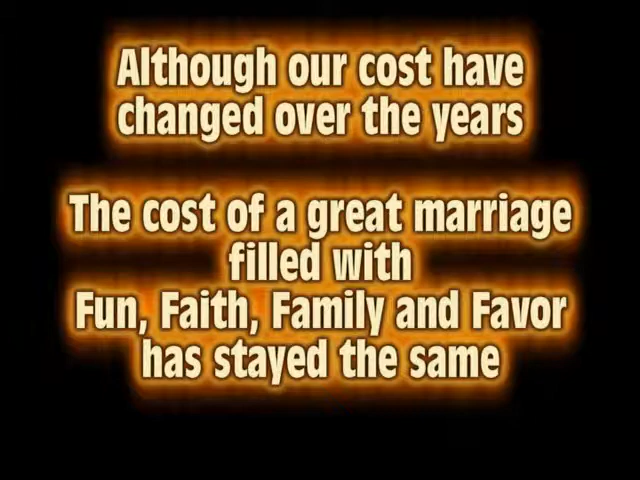 Although our cost have
changed over the years
The cost of a great marriage
filled with
Fun, Faith, Family and Favor
has stayed the same